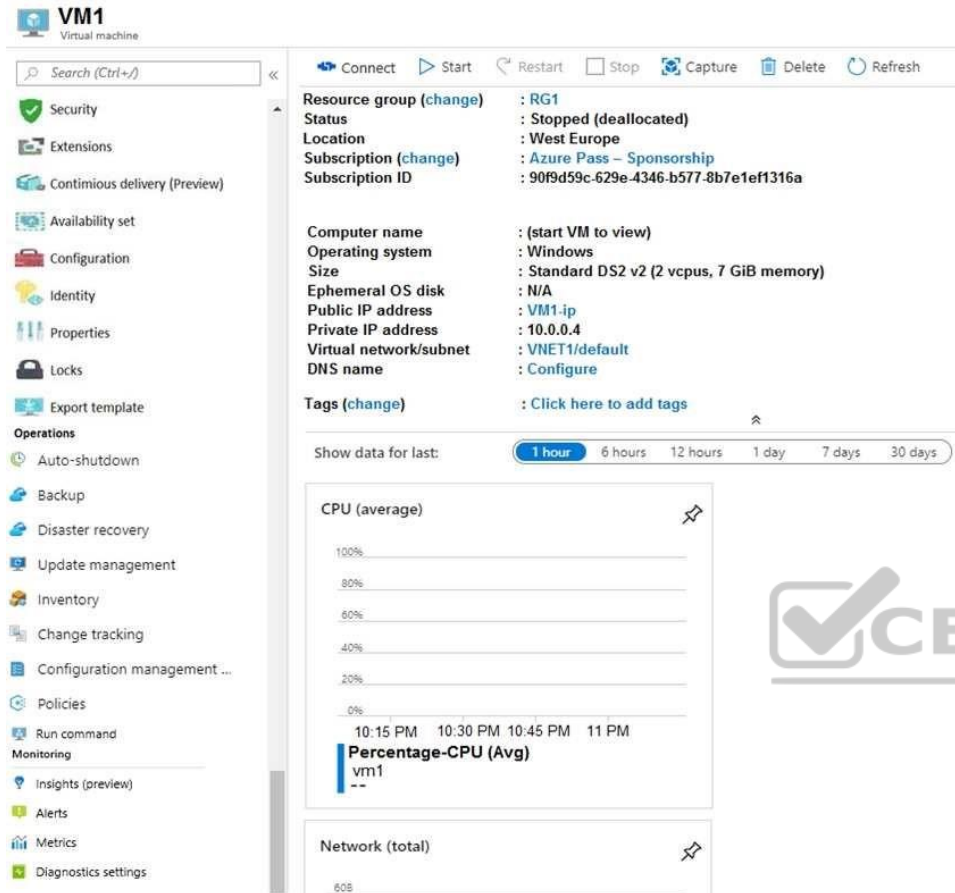 VM1
Virtual machine
Search (Ctrl+/)
«
Security
Extensions
Contimious delivery (Preview)
Availability set
Configuration
Identity
Properties
Locks
Export template
Operations
Auto-shutdown
Backup
Disaster recovery
Update management
Inventory
Change tracking
Configuration management ...
Policies
Run command
Monitoring
Insights (preview)
Alerts
Metrics
Diagnostics settings
Connect Start Restart Stop Capture Delete Refresh
Resource group (change) : RG1
Status : Stopped (deallocated)
Location : West Europe
Subscription (change) : Azure Pass – Sponsorship
Subscription ID : 90f9d59c-629e-4346-b577-8b7e1ef1316a
Computer name : (start VM to view)
Operating system : Windows
Size : Standard DS2 v2 (2 vcpus, 7 GiB memory)
Ephemeral OS disk : N/A
Public IP address : VM1-ip
Private IP address : 10.0.0.4
Virtual network/subnet : VNET1/default
DNS name : Configure
Tags (change) : Click here to add tags
Show data for last: 1 hour 6 hours 12 hours 1 day 7 days 30 days
CPU (average)
100%
80%
60%
40%
20%
0%
10:15 PM 10:30 PM 10:45 PM 11 PM
Percentage-CPU (Avg)
vm1
--
Network (total)
60B
CE